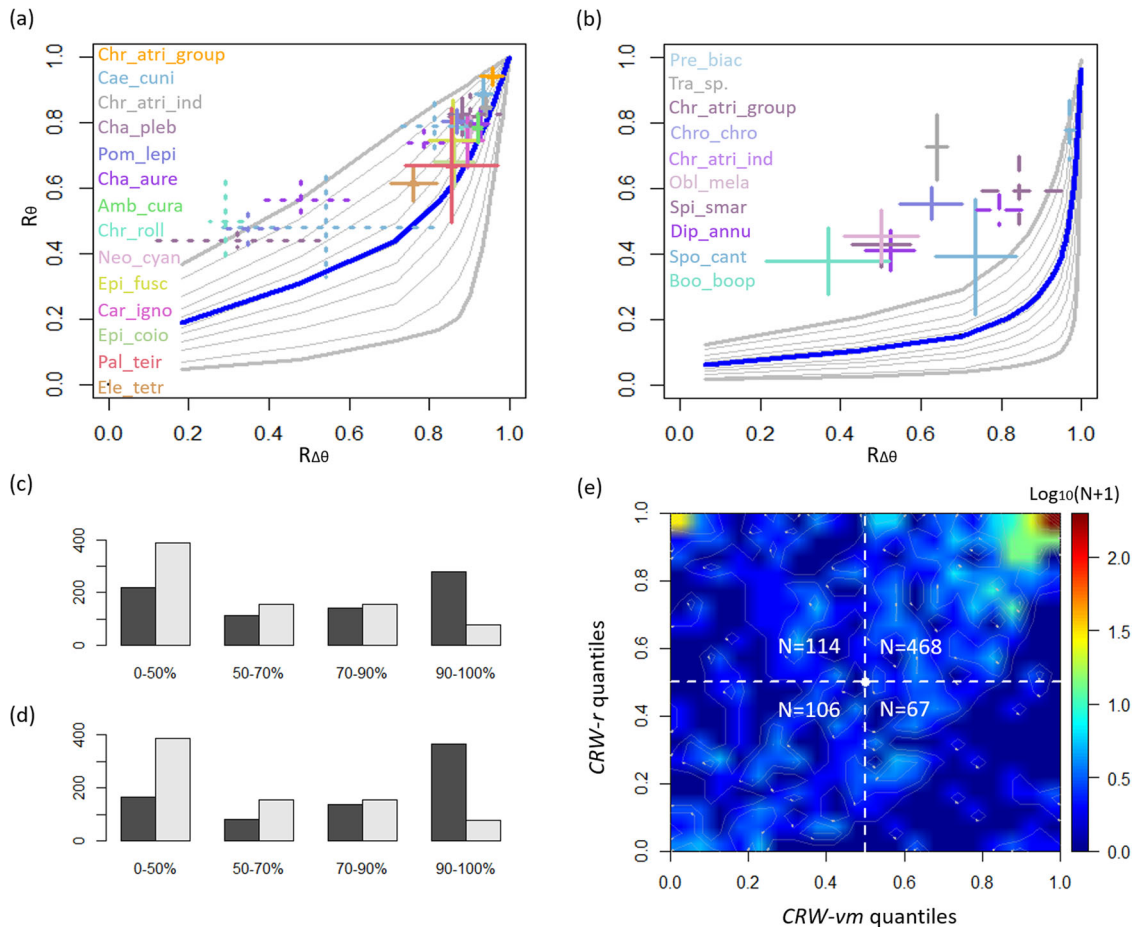 (a)
Chr_atri_group
Cae_cuni
Chr_atri_ind
Cha_pleb
Pom_lepi
Cha_aure
Amb_cura
Chr_roll
Neo_cyan
Epi_fusc
Car_igno
Epi_coio
Pal_teir
Ele_tetr
Rθ
1.0
0.8
0.6
0.4
0.2
0.0
0.0 0.2 0.4 0.6 0.8 1.0
RΔθ
(b)
Pre_biac
Tra_sp.
Chr_atri_group
Chro_chro
Chr_atri_ind
Obl_mela
Spi_smar
Dip_annu
Spo_cant
Boo_boop
1.0
0.8
0.6
0.4
0.2
0.0
0.0 0.2 0.4 0.6 0.8 1.0
RΔθ
(c)
400
200
0
0-50% 50-70% 70-90% 90-100%
(d)
400
200
0
0-50% 50-70% 70-90% 90-100%
(e)
Log10(N+1)
CRW-r quantiles
1.0
0.8
0.6
0.4
0.2
0.0
N=114 N=468
N=106 N=67
0.0 0.2 0.4 0.6 0.8 1.0
CRW-vm quantiles
2.0
1.5
1.0
0.5
0.0